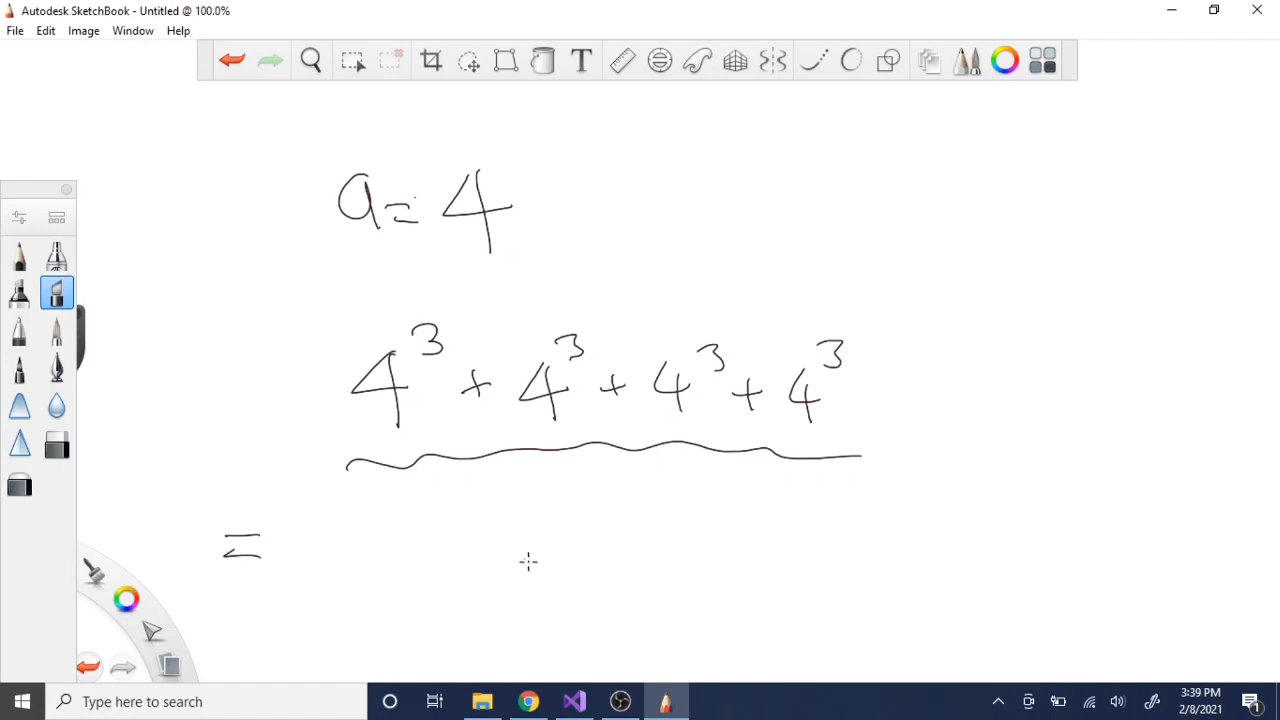 Autodesk SketchBook - Untitled @ 100.0%
File Edit Image Window Help
T
a = 4
4³ + 4³ + 4³ + 4³
=
Type here to search
3:39 PM
2/8/2021
1